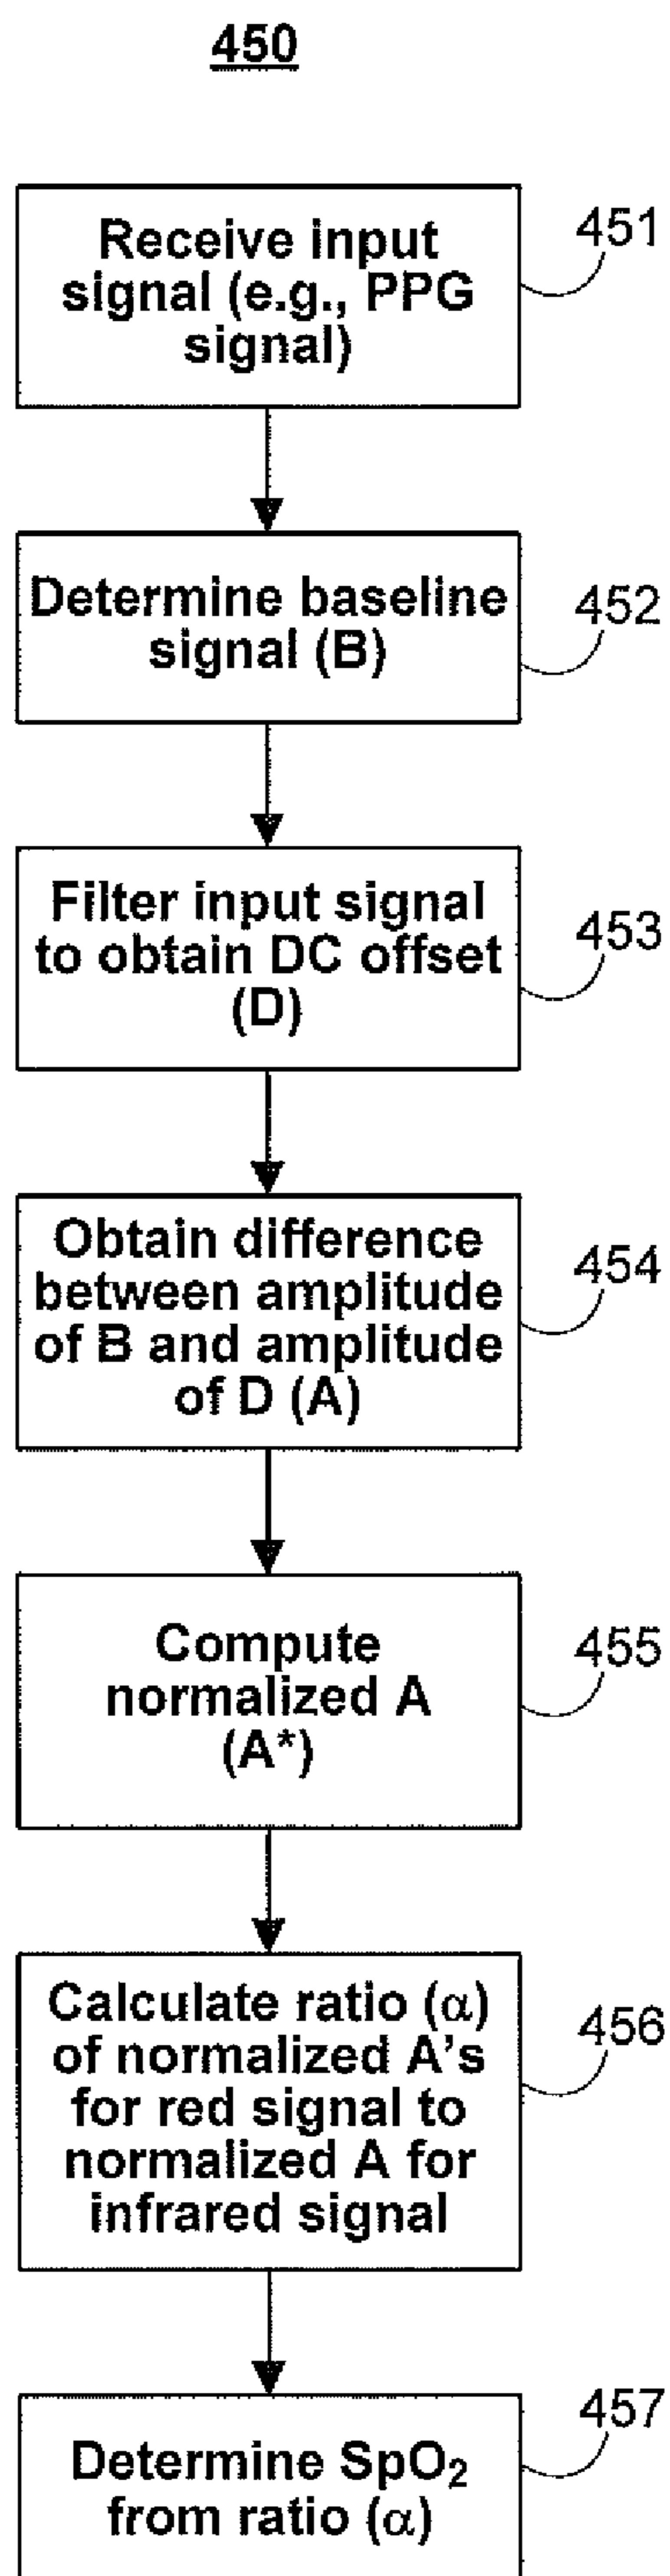 450
Receive input
signal (e.g., PPG
signal)
451
Determine baseline
signal (B)
452
Filter input signal
to obtain DC offset
(D)
453
Obtain difference
between amplitude
of B and amplitude
of D (A)
454
Compute
normalized A
(A*)
455
Calculate ratio (α)
of normalized A's
for red signal to
normalized A for
infrared signal
456
Determine SpO₂
from ratio (α)
457